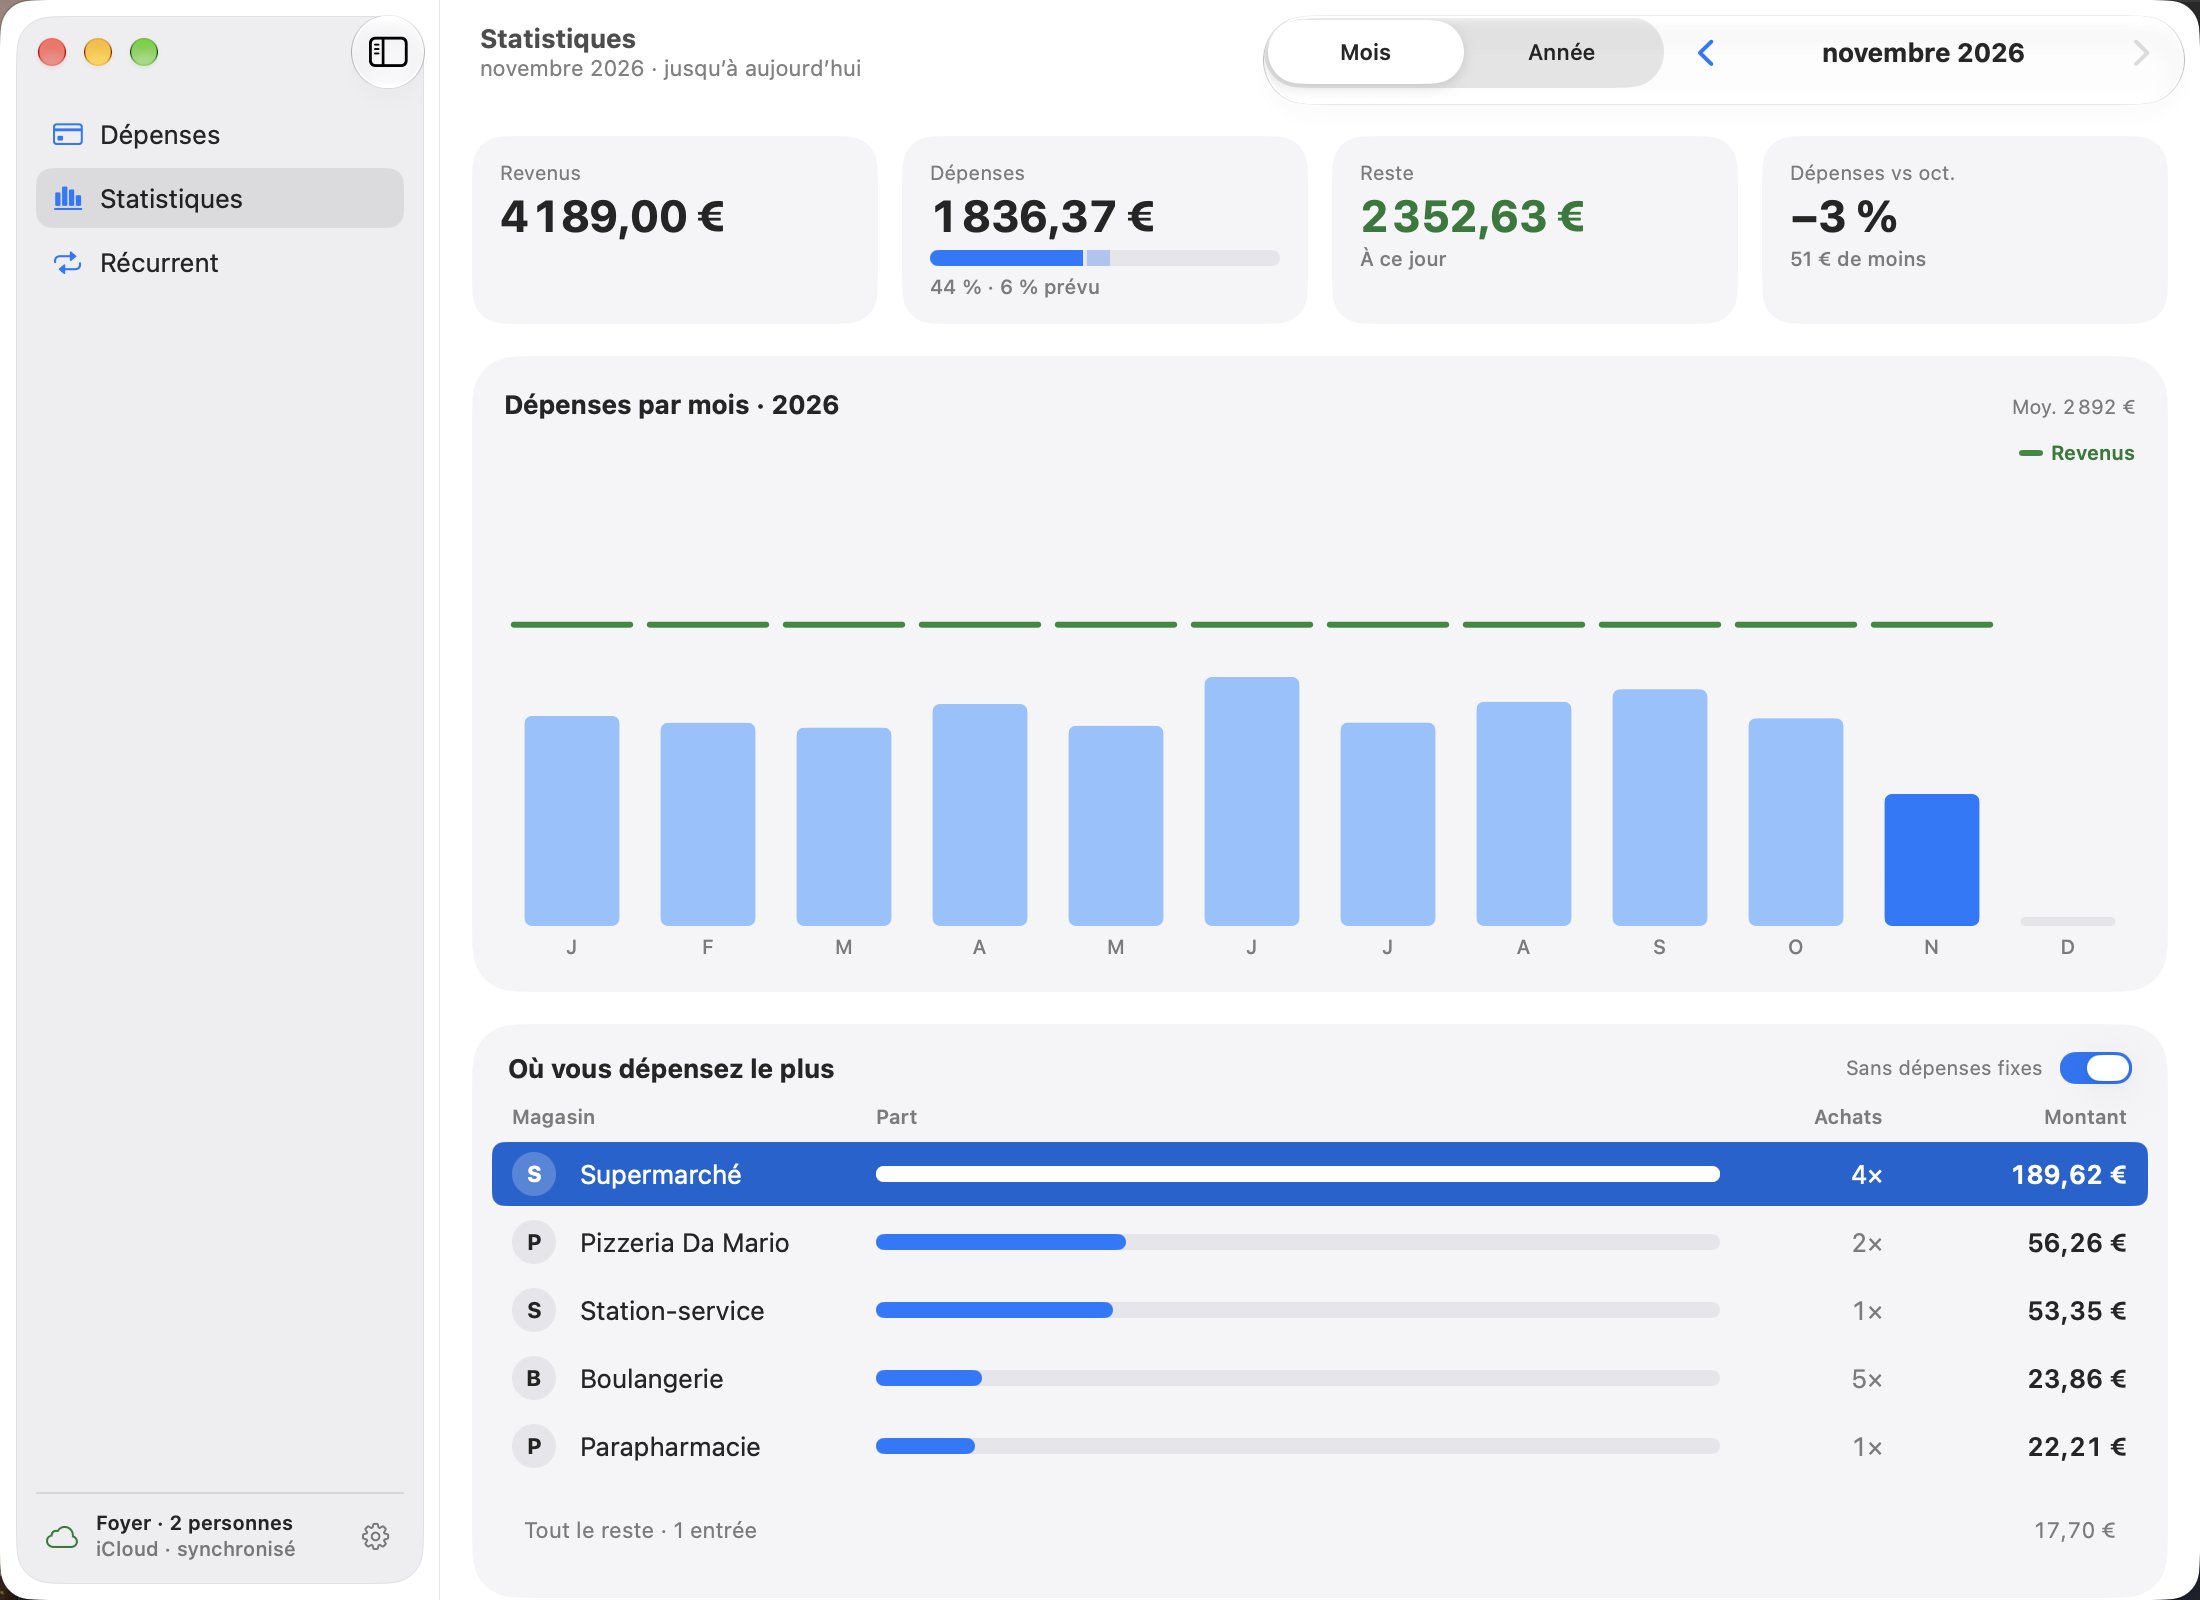 Statistiques
novembre 2026 · jusqu’à aujourd’hui
Mois
Année
novembre 2026
Dépenses
Statistiques
Récurrent
Revenus
4 189,00 €
Dépenses
1 836,37 €
44 % · 6 % prévu
Reste
2 352,63 €
À ce jour
Dépenses vs oct.
–3 %
51 € de moins
Dépenses par mois · 2026
Moy. 2 892 €
Revenus
J F M A M J J A S O N D
Où vous dépensez le plus
Sans dépenses fixes
Magasin Part Achats Montant
S Supermarché 4× 189,62 €
P Pizzeria Da Mario 2× 56,26 €
S Station-service 1× 53,35 €
B Boulangerie 5× 23,86 €
P Parapharmacie 1× 22,21 €
Tout le reste · 1 entrée 17,70 €
Foyer · 2 personnes
iCloud · synchronisé